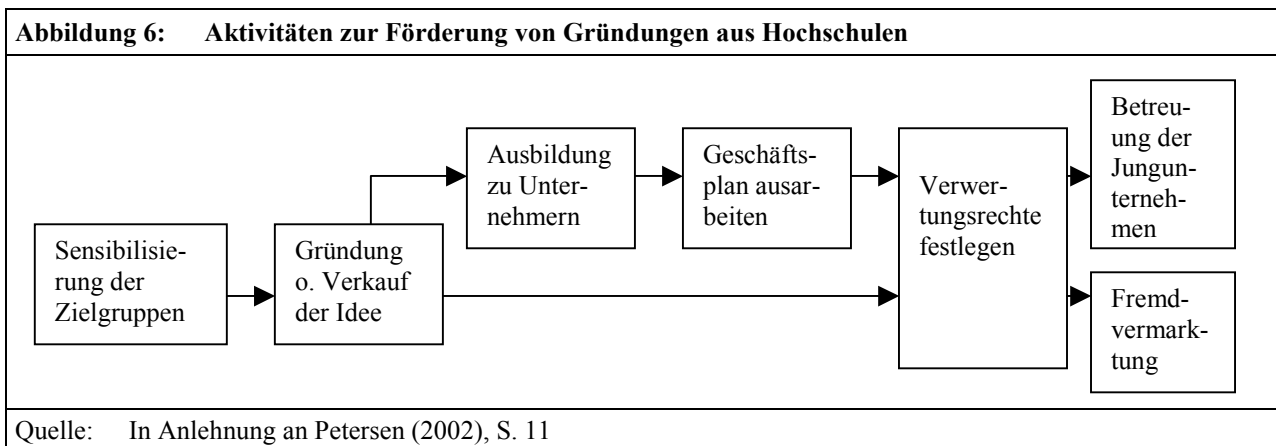 Abbildung 6: Aktivitäten zur Förderung von Gründungen aus Hochschulen
Sensibilisie-
rung der
Zielgruppen
Gründung
o. Verkauf
der Idee
Ausbildung
zu Unter-
nehmern
Geschäfts-
plan ausar-
beiten
Verwer-
tungsrechte
festlegen
Betreu-
ung der
Jungun-
terneh-
men
Fremd-
vermark-
tung
Quelle: In Anlehnung an Petersen (2002), S. 11